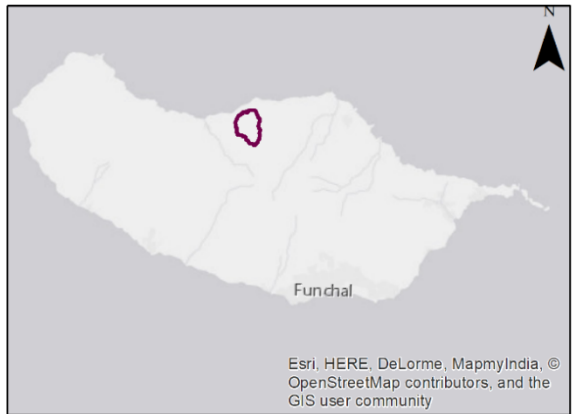 N
Funchal
Esri, HERE, DeLorme, MapmyIndia, ©
OpenStreetMap contributors, and the
GIS user community